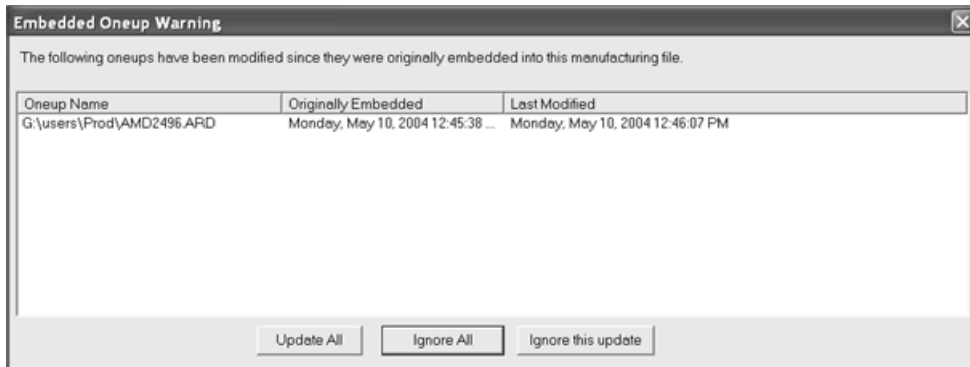 Embedded Oneup Warning
The following oneups have been modified since they were originally embedded into this manufacturing file.
Oneup Name Originally Embedded Last Modified
G:\users\Prod\AMD2496.ARD Monday, May 10, 2004 12:45:38 ... Monday, May 10, 2004 12:46:07 PM
Update All Ignore All Ignore this update